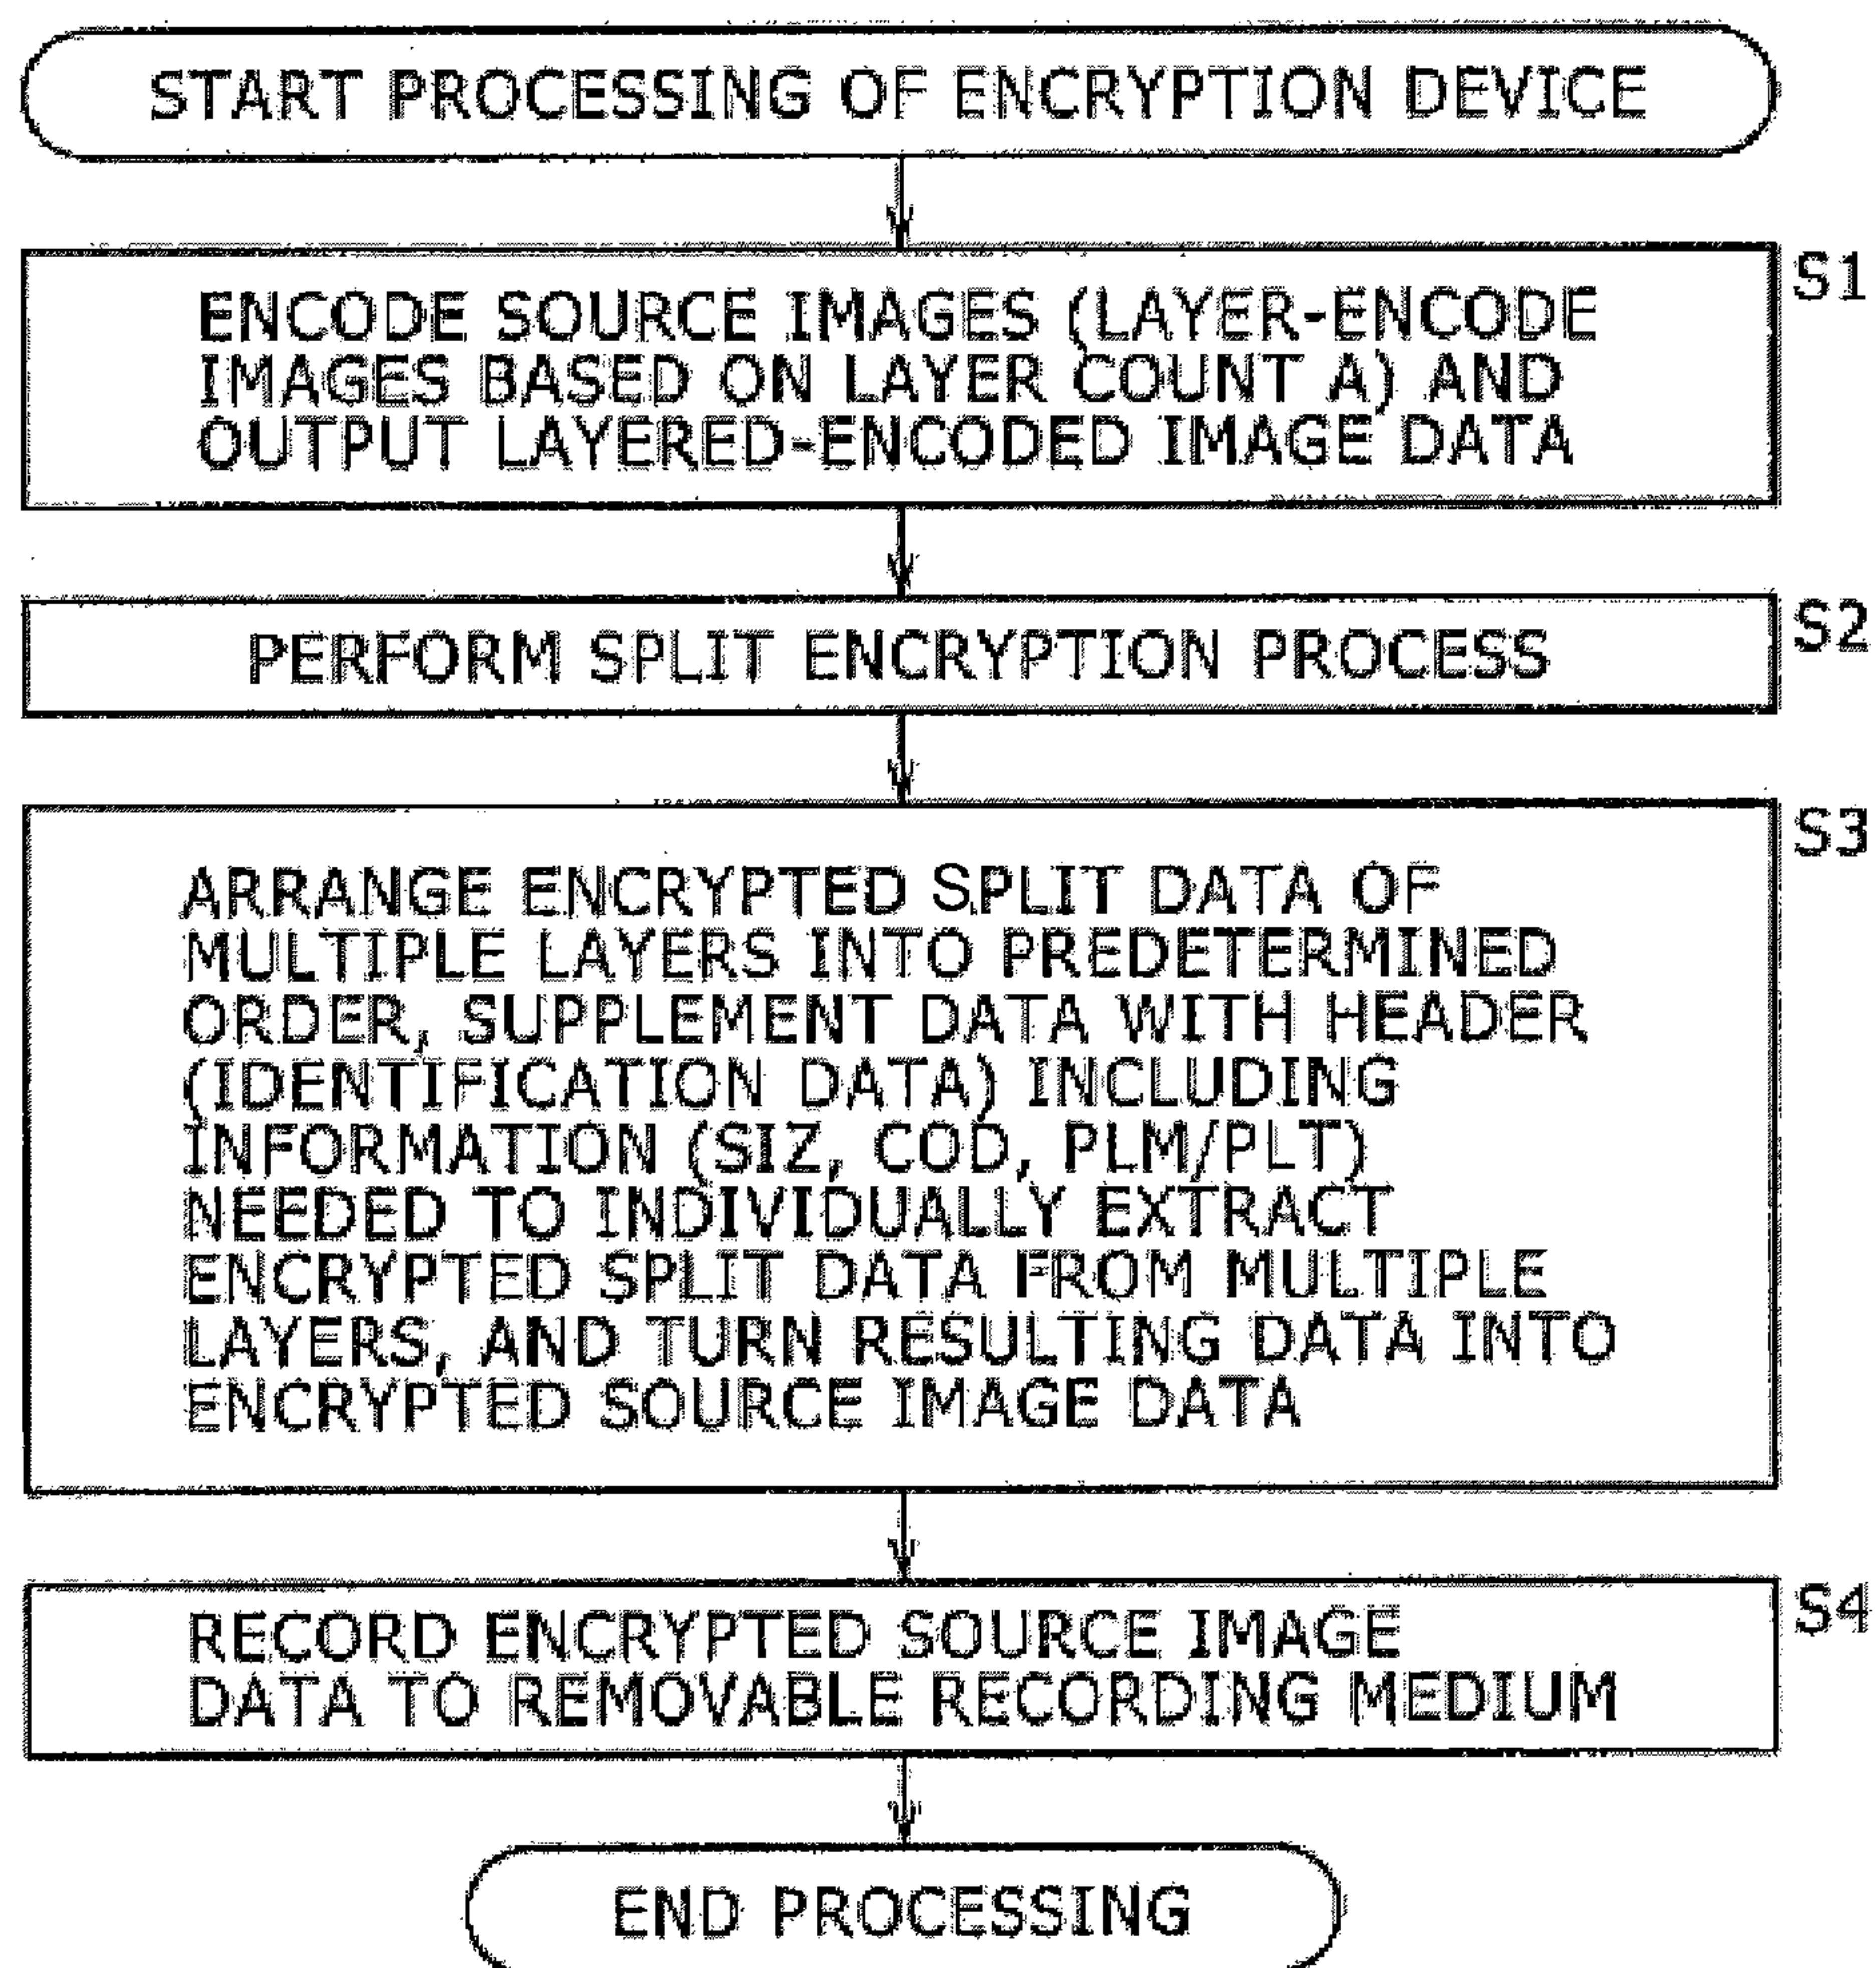 START PROCESSING OF ENCRYPTION DEVICE
S1
ENCODE SOURCE IMAGES (LAYER-ENCODE
IMAGES BASED ON LAYER COUNT A) AND
OUTPUT LAYERED-ENCODED IMAGE DATA
S2
PERFORM SPLIT ENCRYPTION PROCESS
S3
ARRANGE ENCRYPTED SPLIT DATA OF
MULTIPLE LAYERS INTO PREDETERMINED
ORDER, SUPPLEMENT DATA WITH HEADER
(IDENTIFICATION DATA) INCLUDING
INFORMATION (SIZ, COD, PLM/PLT)
NEEDED TO INDIVIDUALLY EXTRACT
ENCRYPTED SPLIT DATA FROM MULTIPLE
LAYERS, AND TURN RESULTING DATA INTO
ENCRYPTED SOURCE IMAGE DATA
S4
RECORD ENCRYPTED SOURCE IMAGE
DATA TO REMOVABLE RECORDING MEDIUM
END PROCESSING